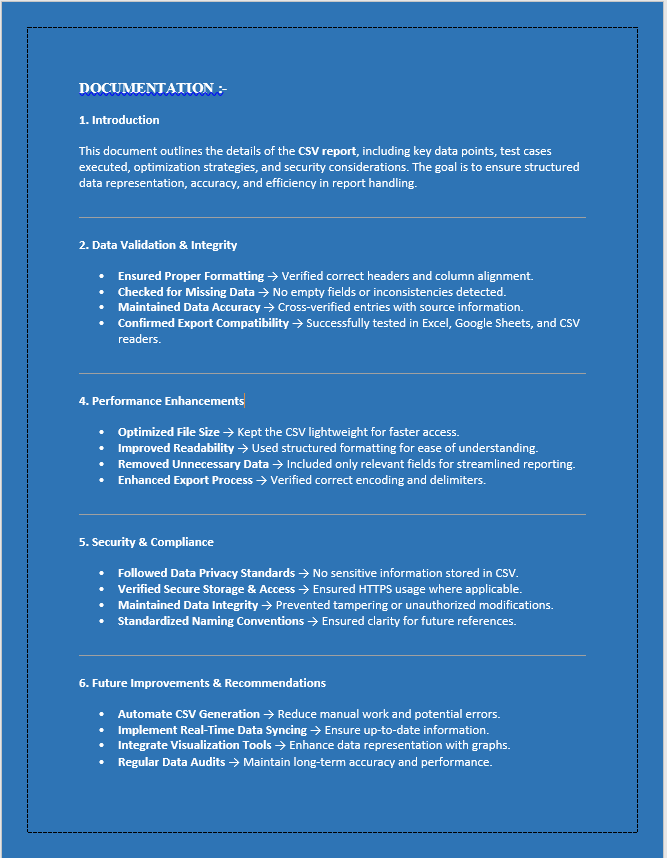 DOCUMENTATION :-
1. Introduction
This document outlines the details of the CSV report, including key data points, test cases
executed, optimization strategies, and security considerations. The goal is to ensure structured
data representation, accuracy, and efficiency in report handling.
2. Data Validation & Integrity
• Ensured Proper Formatting → Verified correct headers and column alignment.
• Checked for Missing Data → No empty fields or inconsistencies detected.
• Maintained Data Accuracy → Cross-verified entries with source information.
• Confirmed Export Compatibility → Successfully tested in Excel, Google Sheets, and CSV
readers.
4. Performance Enhancements
• Optimized File Size → Kept the CSV lightweight for faster access.
• Improved Readability → Used structured formatting for ease of understanding.
• Removed Unnecessary Data → Included only relevant fields for streamlined reporting.
• Enhanced Export Process → Verified correct encoding and delimiters.
5. Security & Compliance
• Followed Data Privacy Standards → No sensitive information stored in CSV.
• Verified Secure Storage & Access → Ensured HTTPS usage where applicable.
• Maintained Data Integrity → Prevented tampering or unauthorized modifications.
• Standardized Naming Conventions → Ensured clarity for future references.
6. Future Improvements & Recommendations
• Automate CSV Generation → Reduce manual work and potential errors.
• Implement Real-Time Data Syncing → Ensure up-to-date information.
• Integrate Visualization Tools → Enhance data representation with graphs.
• Regular Data Audits → Maintain long-term accuracy and performance.